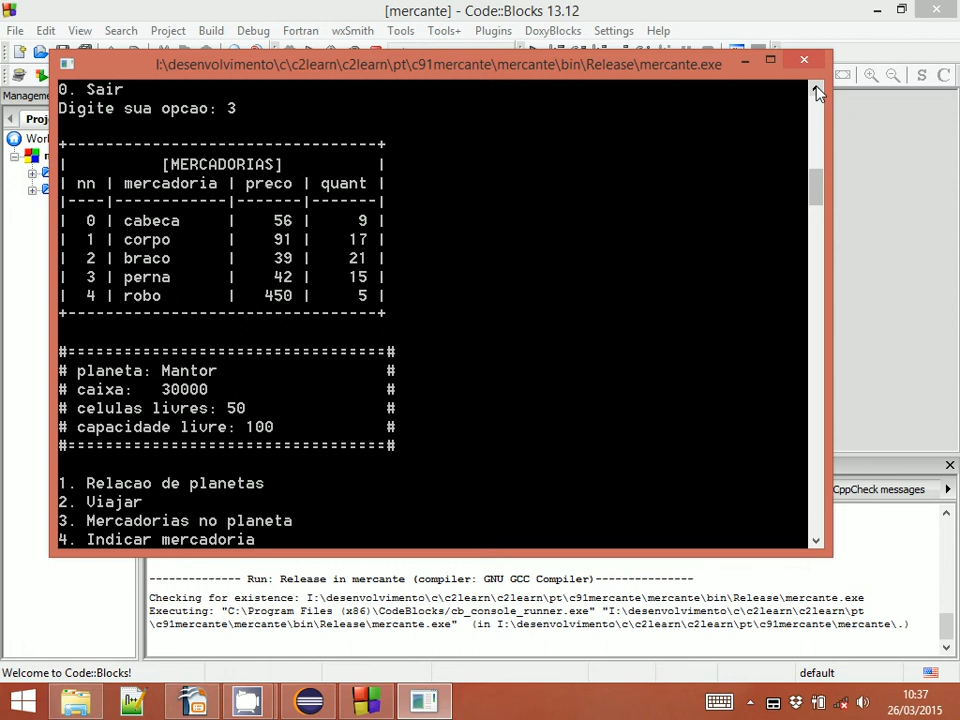 [mercante] - Code::Blocks 13.12
File Edit View Search Project Build Debug Fortran wxSmith Tools Tools+ Plugins DoxyBlocks Settings Help
I:\desenvolvimento\c\c2learn\c2learn\pt\c91mercante\mercante\bin\Release\mercante.exe
0. Sair
Digite sua opcao: 3
+----------------------------------+
| [MERCADORIAS] |
| nn | mercadoria | preco | quant |
|----|------------|-------|-------|
| 0 | cabeca | 56 | 9 |
| 1 | corpo | 91 | 17 |
| 2 | braco | 39 | 21 |
| 3 | perna | 42 | 15 |
| 4 | robo | 450 | 5 |
+----------------------------------+
#==================================#
# planeta: Mantor #
# caixa: 30000 #
# celulas livres: 50 #
# capacidade livre: 100 #
#==================================#
1. Relacao de planetas
2. Viajar
3. Mercadorias no planeta
4. Indicar mercadoria
Manageme
Proj
Work
CppCheck messages
-------------- Run: Release in mercante (compiler: GNU GCC Compiler)---------------
Checking for existence: I:\desenvolvimento\c\c2learn\c2learn\pt\c91mercante\mercante\bin\Release\mercante.exe
Executing: "C:\Program Files (x86)\CodeBlocks/cb_console_runner.exe" "I:\desenvolvimento\c\c2learn\c2learn\pt
\c91mercante\mercante\bin\Release\mercante.exe" (in I:\desenvolvimento\c\c2learn\c2learn\pt\c91mercante\mercante\.)
Welcome to Code::Blocks!
default
10:37
26/03/2015